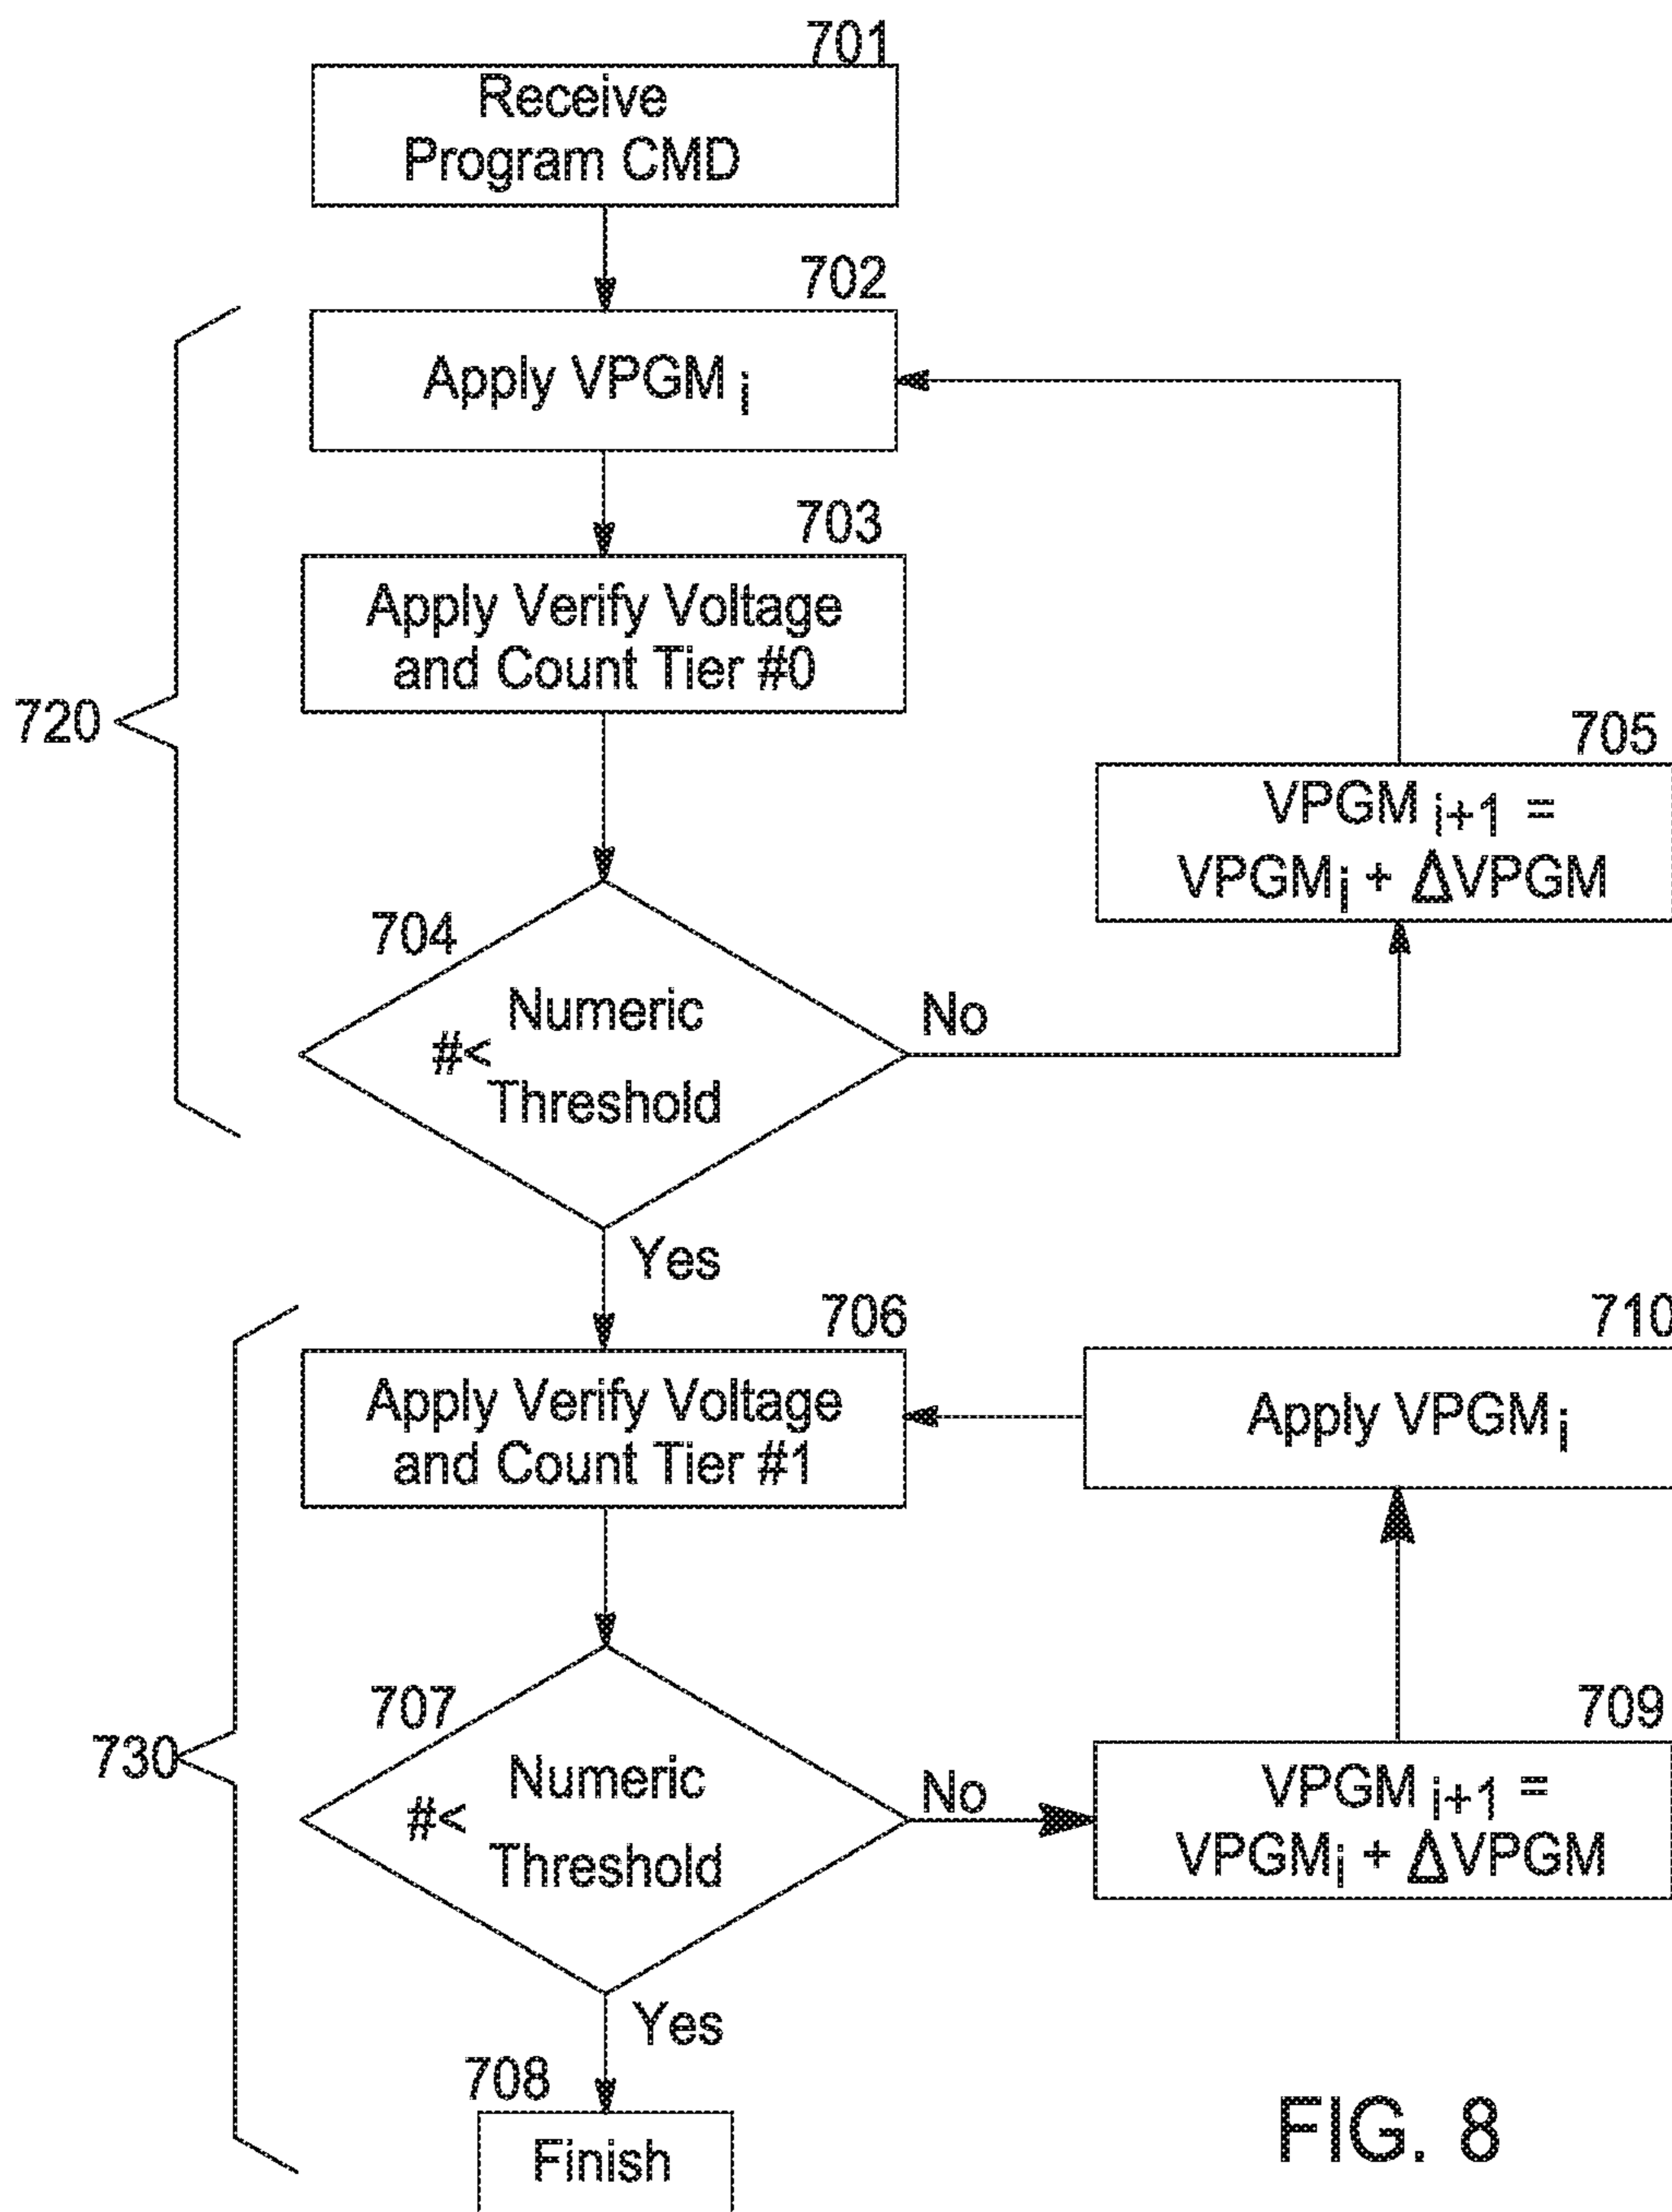 701
Receive
Program CMD
702
Apply VPGM i
703
Apply Verify Voltage
and Count Tier #0
720
705
VPGM i+1 =
VPGMi + ΔVPGM
704
Numeric
#<
Threshold
No
Yes
706
Apply Verify Voltage
and Count Tier #1
710
Apply VPGMi
730
707
Numeric
#<
Threshold
No
709
VPGM i+1 =
VPGMi + ΔVPGM
Yes
708
Finish
FIG. 8